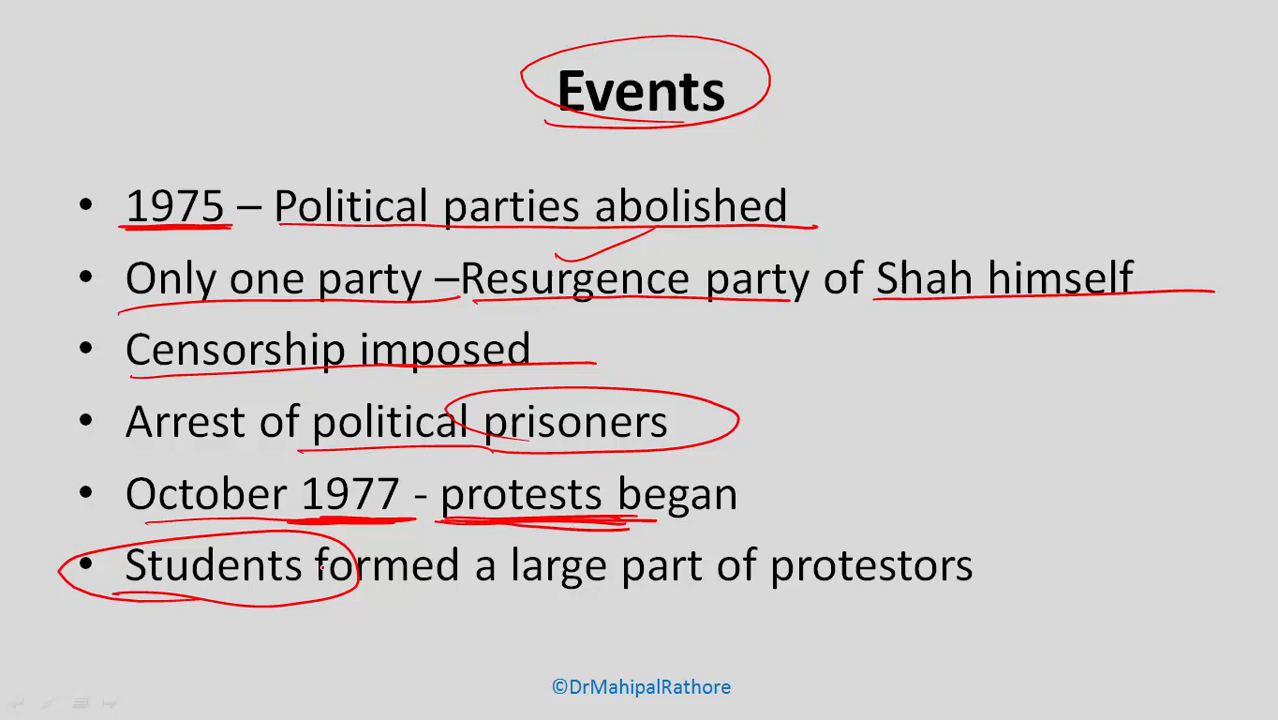 Events
• 1975 – Political parties abolished
• Only one party –Resurgence party of Shah himself
• Censorship imposed
• Arrest of political prisoners
• October 1977 - protests began
• Students formed a large part of protestors
©DrMahipalRathore